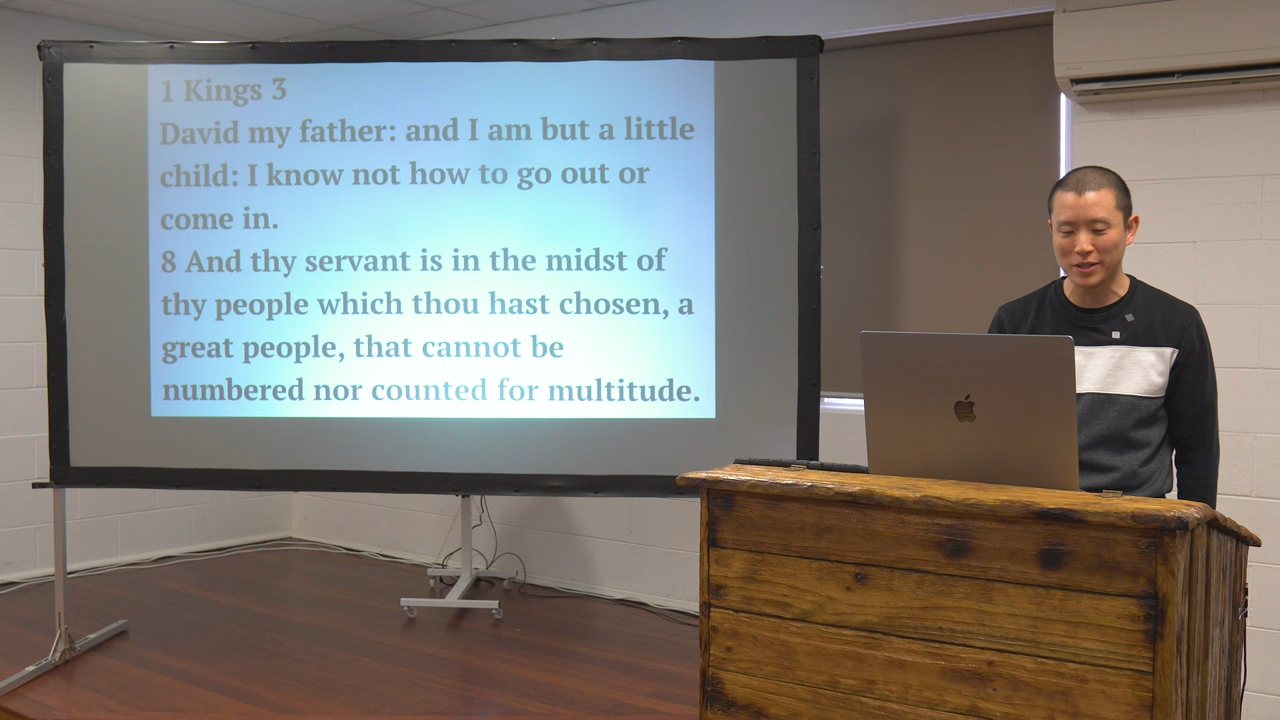 1 Kings 3
David my father: and I am but a little
child: I know not how to go out or
come in.
8 And thy servant is in the midst of
thy people which thou hast chosen, a
great people, that cannot be
numbered nor counted for multitude.